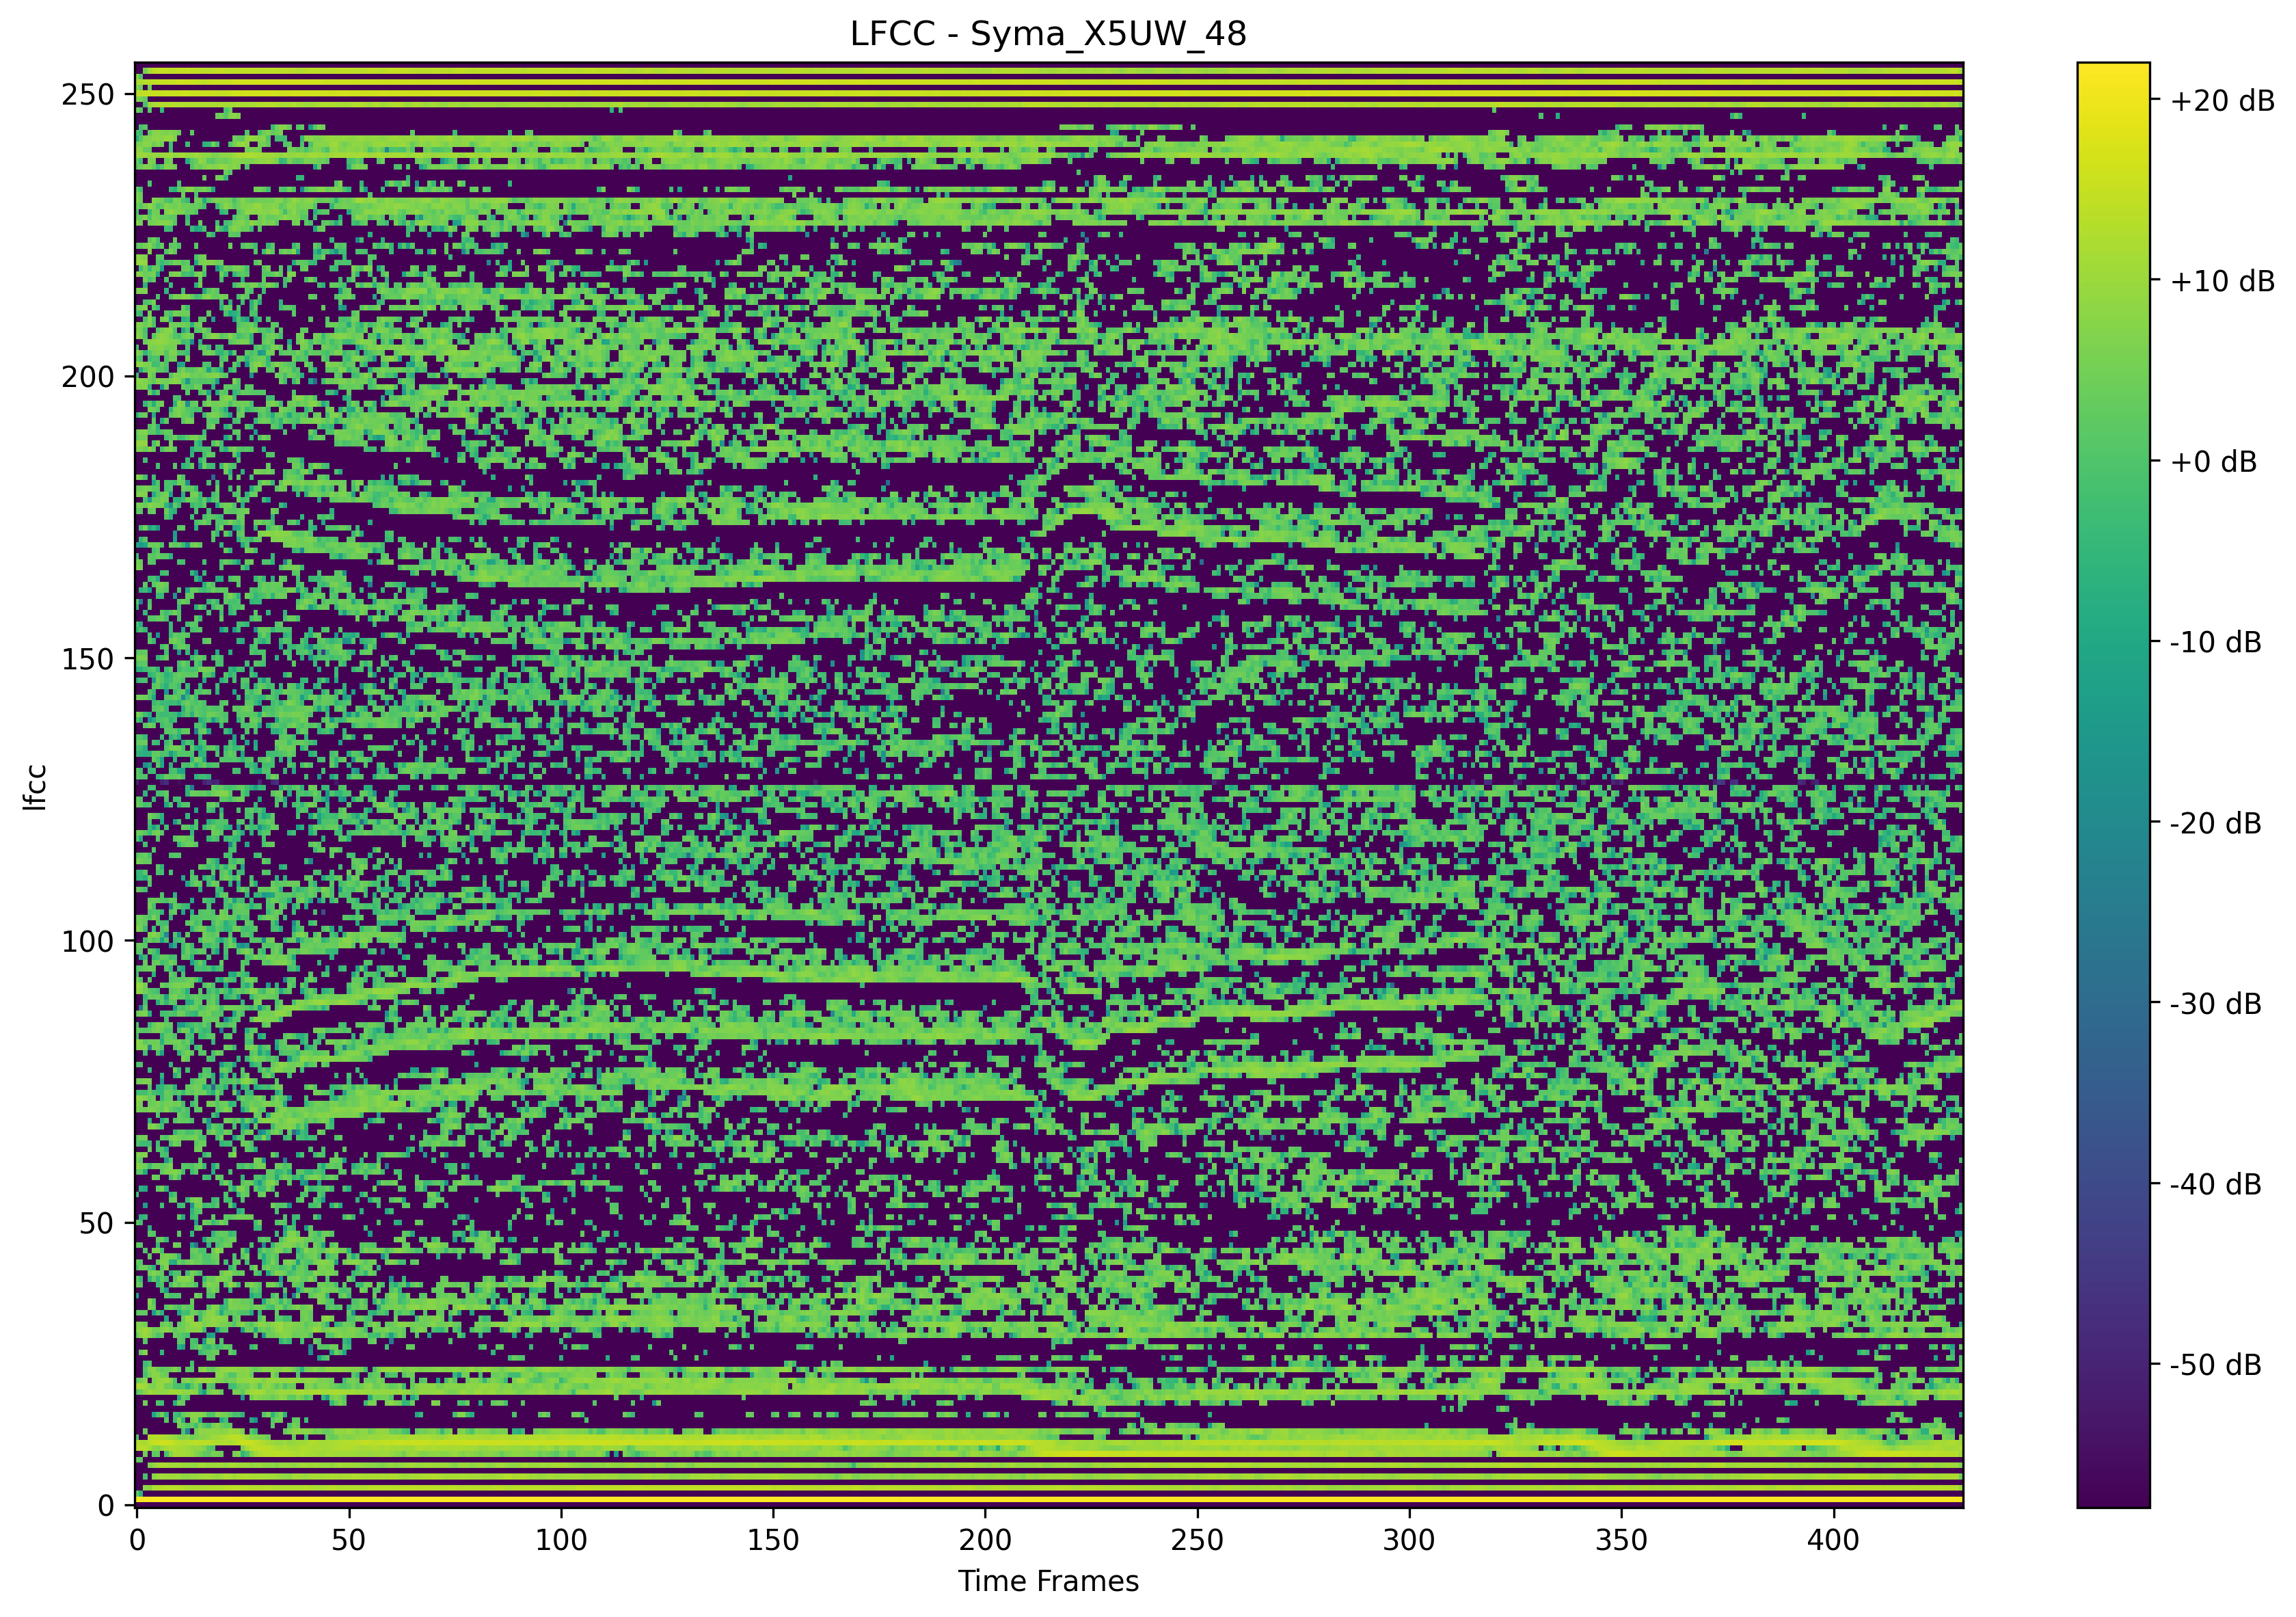 LFCC - Syma_X5UW_48
250
200
150
100
50
0
lfcc
0 50 100 150 200 250 300 350 400
Time Frames
+20 dB
+10 dB
+0 dB
-10 dB
-20 dB
-30 dB
-40 dB
-50 dB